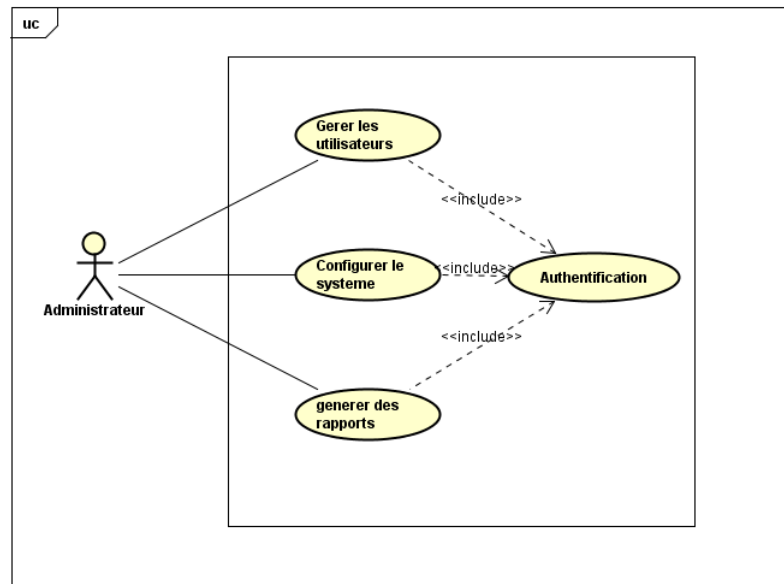 uc
Gerer les
utilisateurs
<<include>>
Configurer le
systeme
<<include>>
Authentification
Administrateur
<<include>>
generer des
rapports